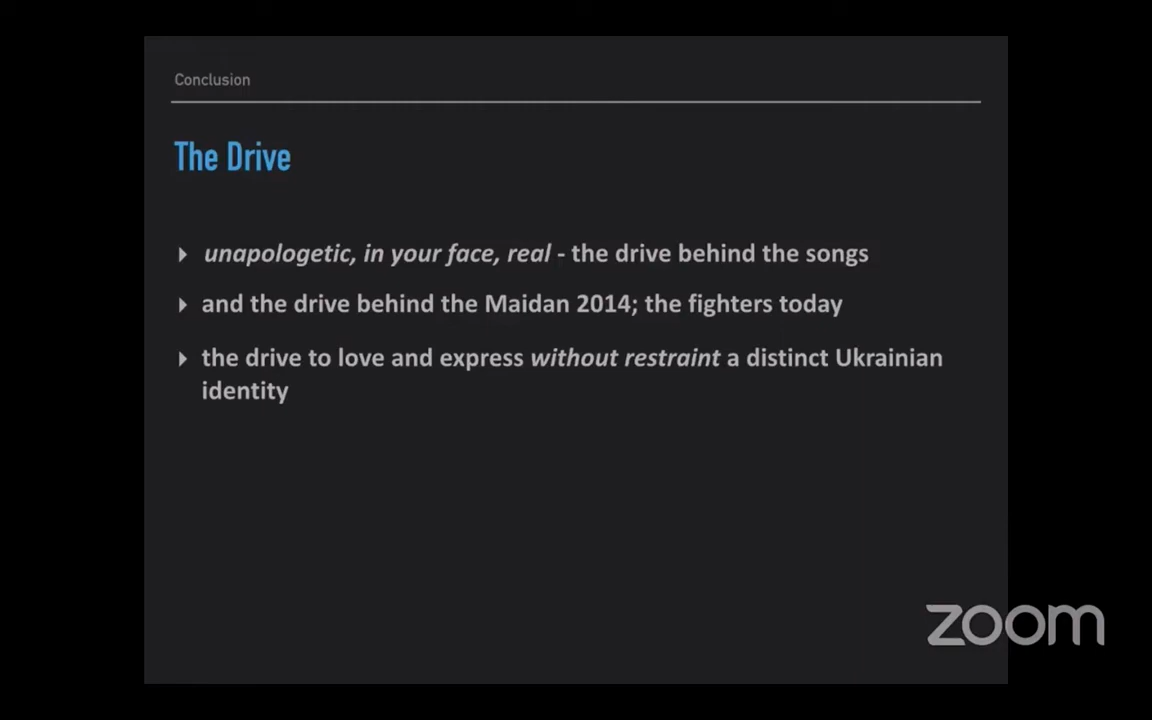 Conclusion
The Drive
unapologetic, in your face, real - the drive behind the songs
and the drive behind the Maidan 2014; the fighters today
the drive to love and express without restraint a distinct Ukrainian
identity
zoom